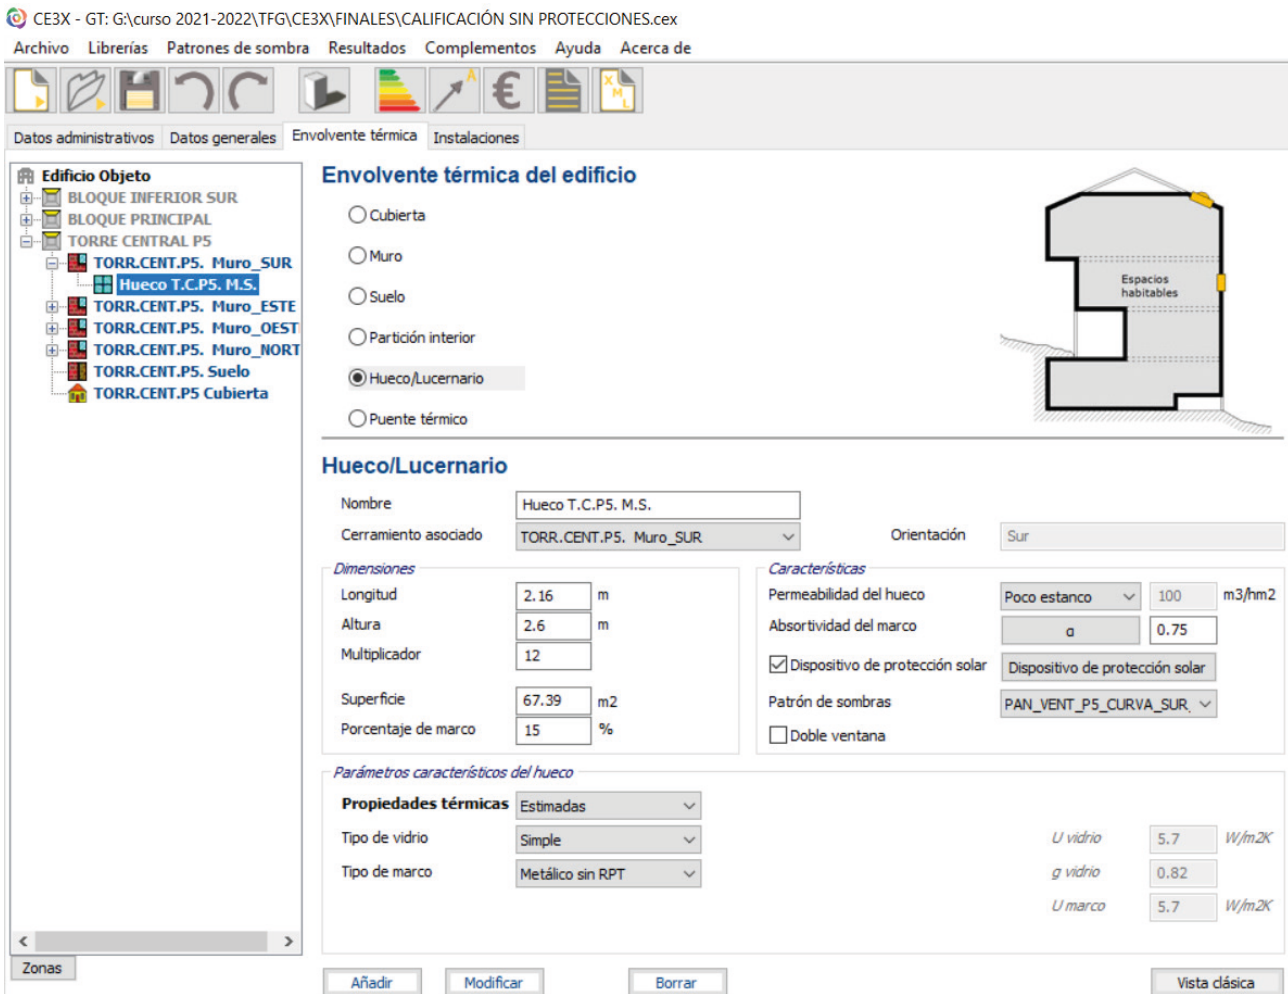 CE3X - GT: G:\curso 2021-2022\TFG\CE3X\FINALES\CALIFICACIÓN SIN PROTECCIONES.cex
Archivo Librerías Patrones de sombra Resultados Complementos Ayuda Acerca de
A € X M L
Datos administrativos Datos generales Envolvente térmica Instalaciones
Edificio Objeto
BLOQUE INFERIOR SUR
BLOQUE PRINCIPAL
TORRE CENTRAL P5
TORR.CENT.P5. Muro_SUR
Hueco T.C.P5. M.S.
TORR.CENT.P5. Muro_ESTE
TORR.CENT.P5. Muro_OEST
TORR.CENT.P5. Muro_NORT
TORR.CENT.P5. Suelo
TORR.CENT.P5 Cubierta
Zonas
Envolvente térmica del edificio
Cubierta
Muro
Suelo
Partición interior
Hueco/Lucernario
Puente térmico
Espacios
habitables
Hueco/Lucernario
Nombre Hueco T.C.P5. M.S.
Cerramiento asociado TORR.CENT.P5. Muro_SUR Orientación Sur
Dimensiones
Longitud 2.16 m
Altura 2.6 m
Multiplicador 12
Superficie 67.39 m2
Porcentaje de marco 15 %
Características
Permeabilidad del hueco Poco estanco 100 m3/hm2
Absortividad del marco α 0.75
Dispositivo de protección solar Dispositivo de protección solar
Patrón de sombras PAN_VENT_P5_CURVA_SUR_
Doble ventana
Parámetros característicos del hueco
Propiedades térmicas Estimadas
Tipo de vidrio Simple U vidrio 5.7 W/m2K
Tipo de marco Metálico sin RPT g vidrio 0.82
U marco 5.7 W/m2K
Añadir Modificar Borrar Vista clásica